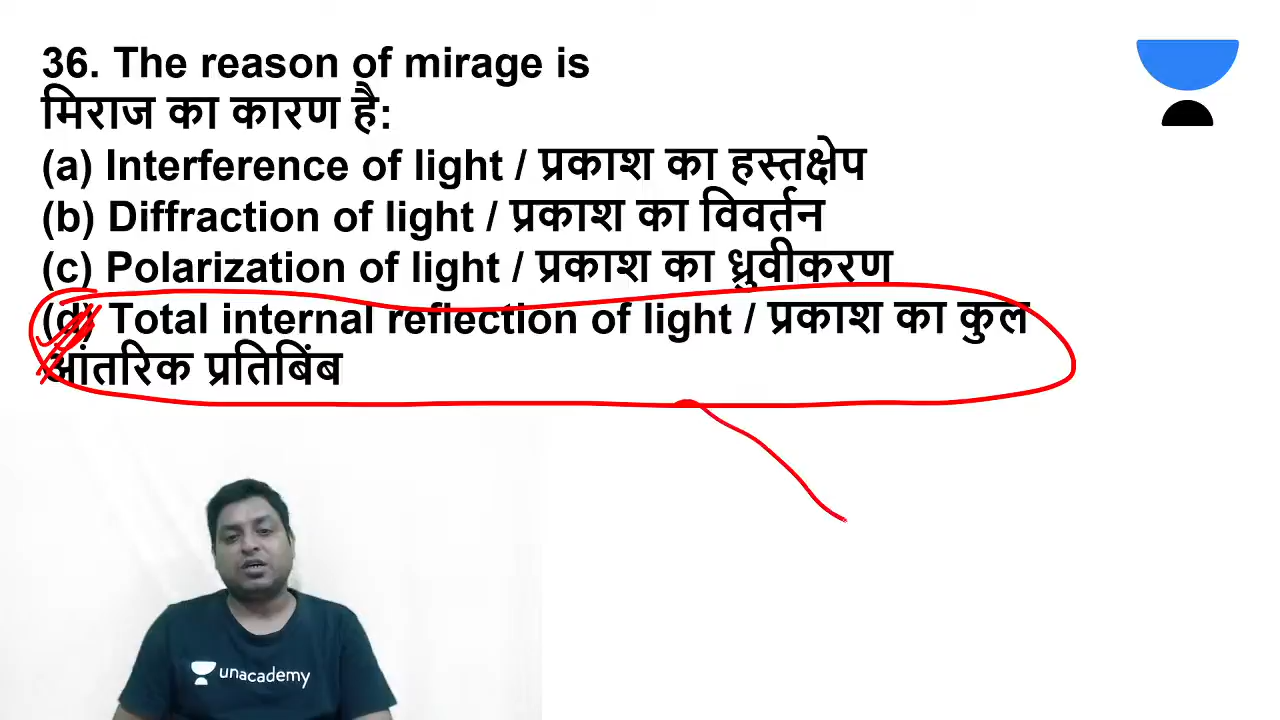 36. The reason of mirage is
मिराज का कारण है:
(a) Interference of light / प्रकाश का हस्तक्षेप
(b) Diffraction of light / प्रकाश का विवर्तन
(c) Polarization of light / प्रकाश का ध्रुवीकरण
(d) Total internal reflection of light / प्रकाश का कुल
आंतरिक प्रतिबिंब
unacademy